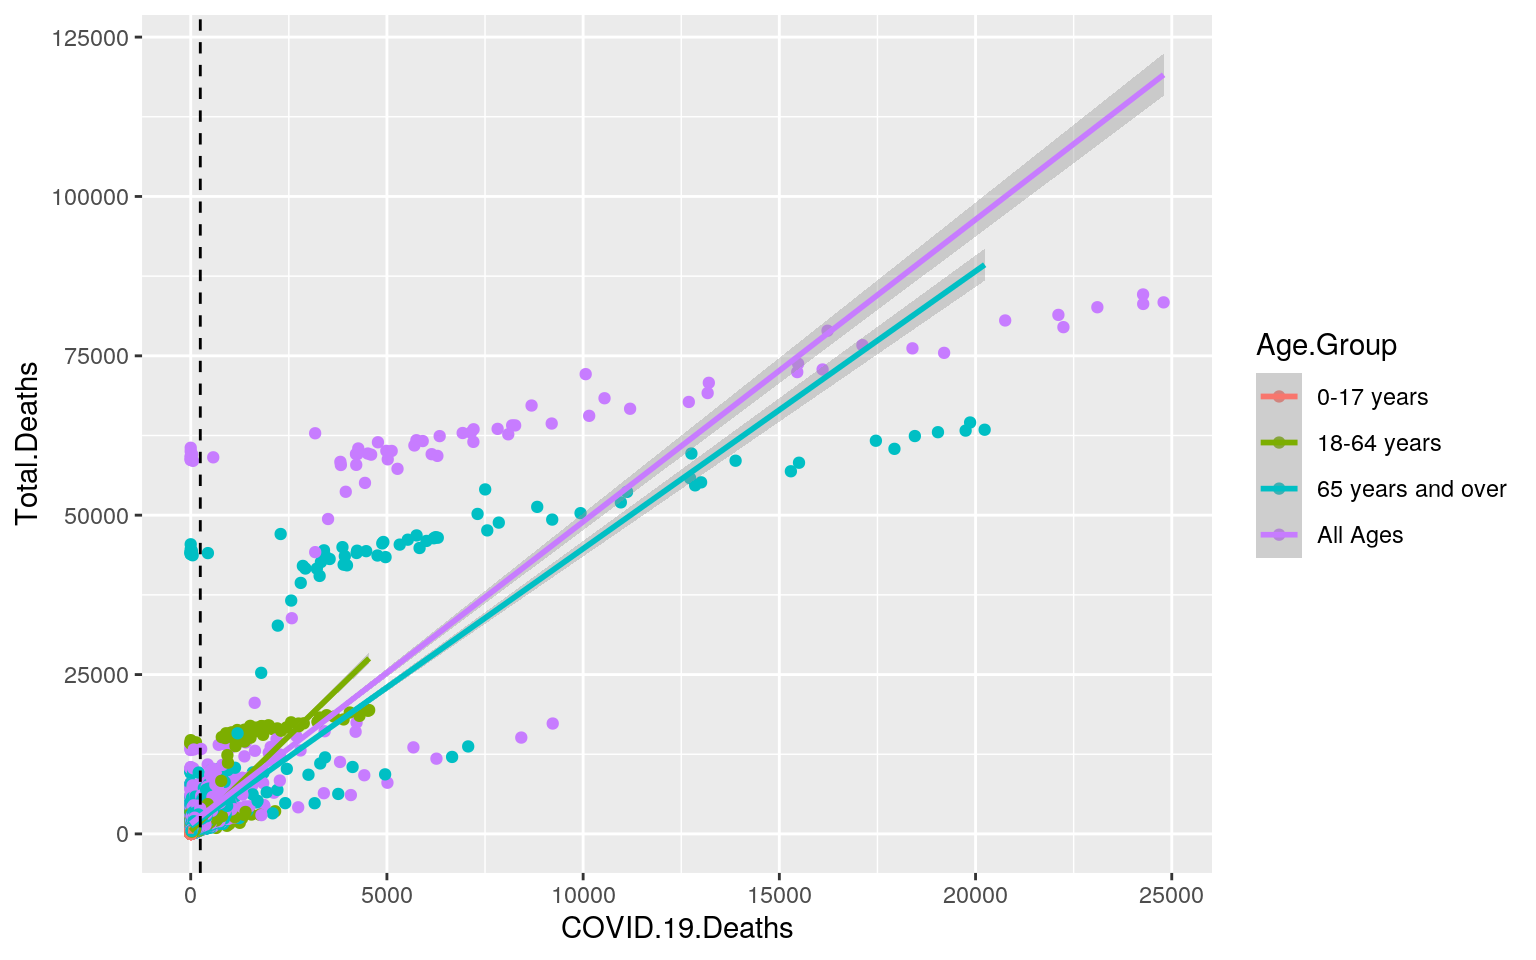 125000
100000
75000
50000
25000
0
Total.Deaths
0 5000 10000 15000 20000 25000
COVID.19.Deaths
Age.Group
0-17 years
18-64 years
65 years and over
All Ages